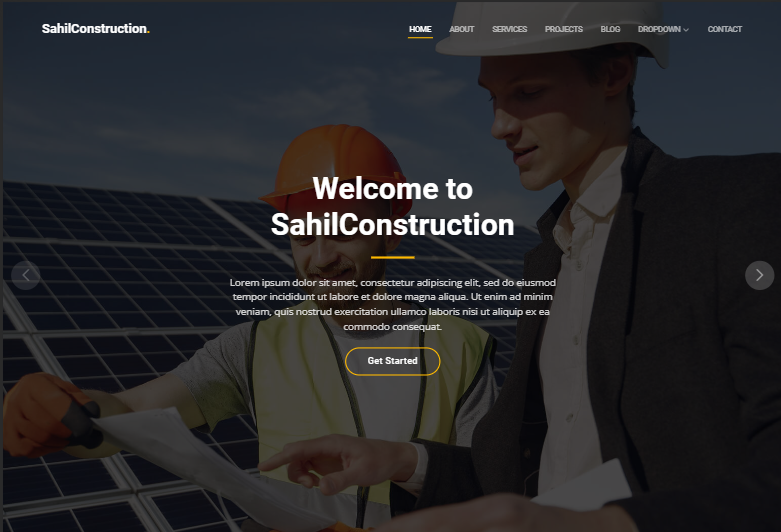 SahilConstruction.
HOME ABOUT SERVICES PROJECTS BLOG DROPDOWN CONTACT
Welcome to
SahilConstruction
Lorem ipsum dolor sit amet, consectetur adipiscing elit, sed do eiusmod
tempor incididunt ut labore et dolore magna aliqua. Ut enim ad minim
veniam, quis nostrud exercitation ullamco laboris nisi ut aliquip ex ea
commodo consequat.
Get Started